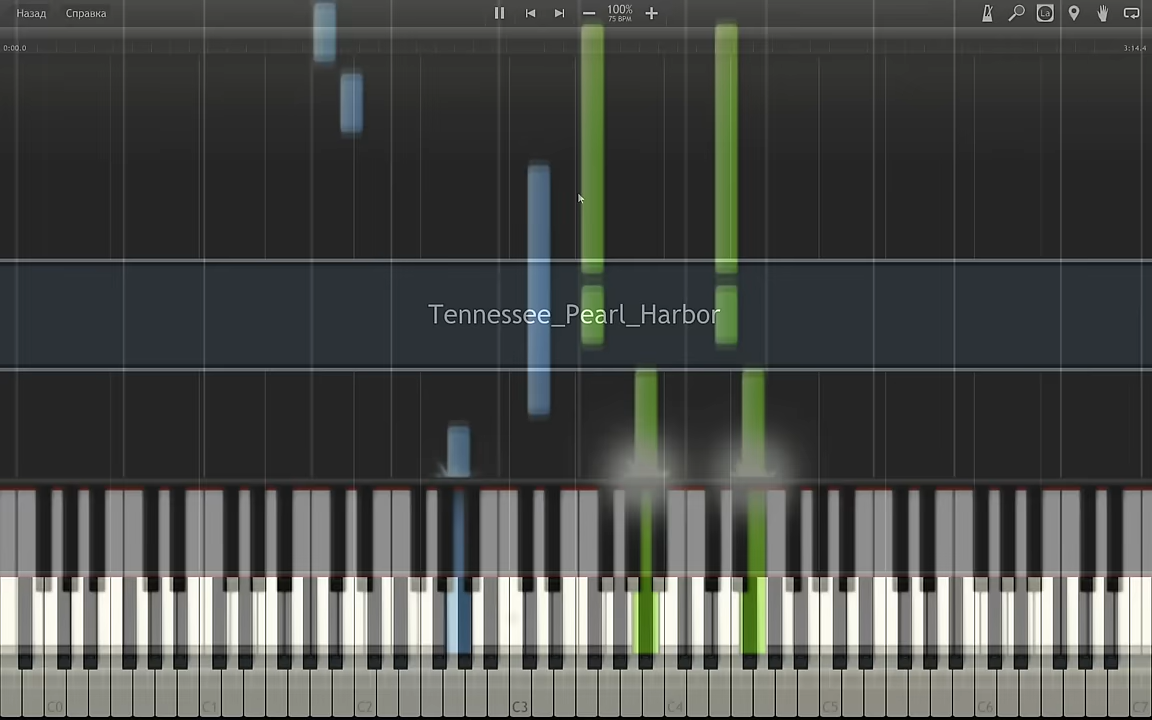 Назад Справка 100%
75 BPM La
0:00.0 3:14.4
Tennessee_Pearl_Harbor
C0 C1 C2 C3 C4 C5 C6 C7